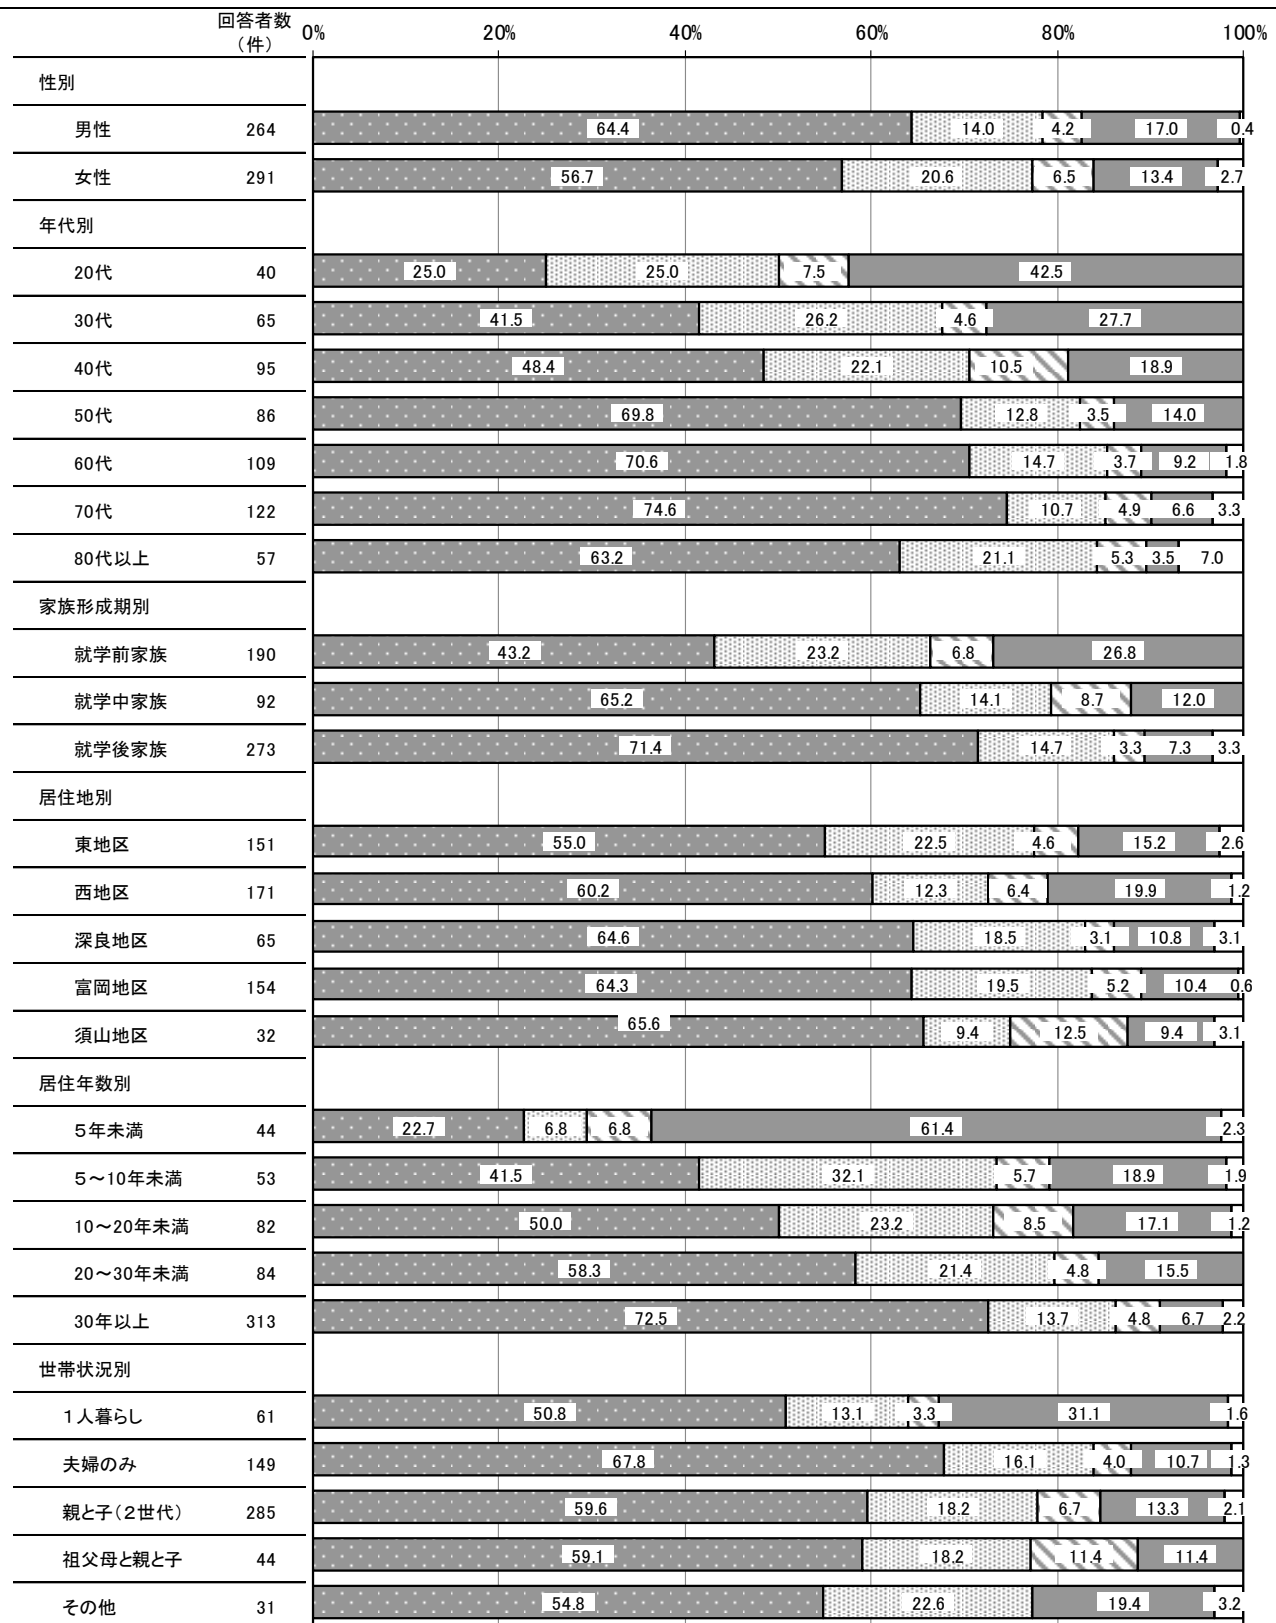 回答者数
（件）
0% 20% 40% 60% 80% 100%
性別
男性 264 64.4 14.0 4.2 17.0 0.4
女性 291 56.7 20.6 6.5 13.4 2.7
年代別
20代 40 25.0 25.0 7.5 42.5
30代 65 41.5 26.2 4.6 27.7
40代 95 48.4 22.1 10.5 18.9
50代 86 69.8 12.8 3.5 14.0
60代 109 70.6 14.7 3.7 9.2 1.8
70代 122 74.6 10.7 4.9 6.6 3.3
80代以上 57 63.2 21.1 5.3 3.5 7.0
家族形成期別
就学前家族 190 43.2 23.2 6.8 26.8
就学中家族 92 65.2 14.1 8.7 12.0
就学後家族 273 71.4 14.7 3.3 7.3 3.3
居住地別
東地区 151 55.0 22.5 4.6 15.2 2.6
西地区 171 60.2 12.3 6.4 19.9 1.2
深良地区 65 64.6 18.5 3.1 10.8 3.1
富岡地区 154 64.3 19.5 5.2 10.4 0.6
須山地区 32 65.6 9.4 12.5 9.4 3.1
居住年数別
５年未満 44 22.7 6.8 6.8 61.4 2.3
５～10年未満 53 41.5 32.1 5.7 18.9 1.9
10～20年未満 82 50.0 23.2 8.5 17.1 1.2
20～30年未満 84 58.3 21.4 4.8 15.5
30年以上 313 72.5 13.7 4.8 6.7 2.2
世帯状況別
１人暮らし 61 50.8 13.1 3.3 31.1 1.6
夫婦のみ 149 67.8 16.1 4.0 10.7 1.3
親と子（２世代） 285 59.6 18.2 6.7 13.3 2.1
祖父母と親と子 44 59.1 18.2 11.4 11.4
その他 31 54.8 22.6 19.4 3.2